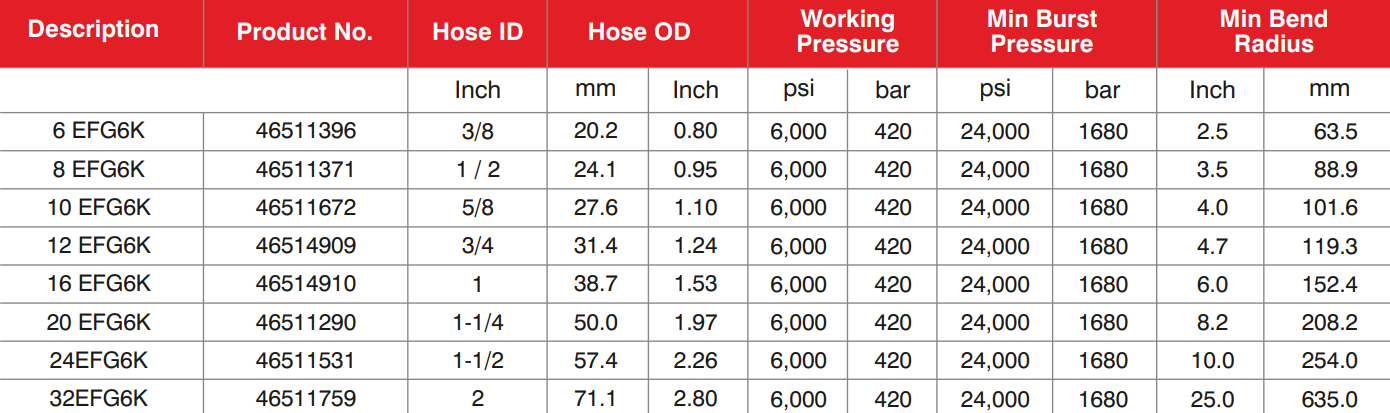 Description Product No. Hose ID Hose OD Working Pressure Min Burst Pressure Min Bend Radius
Inch mm Inch psi bar psi bar Inch mm
6 EFG6K 46511396 3/8 20.2 0.80 6,000 420 24,000 1680 2.5 63.5
8 EFG6K 46511371 1 / 2 24.1 0.95 6,000 420 24,000 1680 3.5 88.9
10 EFG6K 46511672 5/8 27.6 1.10 6,000 420 24,000 1680 4.0 101.6
12 EFG6K 46514909 3/4 31.4 1.24 6,000 420 24,000 1680 4.7 119.3
16 EFG6K 46514910 1 38.7 1.53 6,000 420 24,000 1680 6.0 152.4
20 EFG6K 46511290 1-1/4 50.0 1.97 6,000 420 24,000 1680 8.2 208.2
24EFG6K 46511531 1-1/2 57.4 2.26 6,000 420 24,000 1680 10.0 254.0
32EFG6K 46511759 2 71.1 2.80 6,000 420 24,000 1680 25.0 635.0